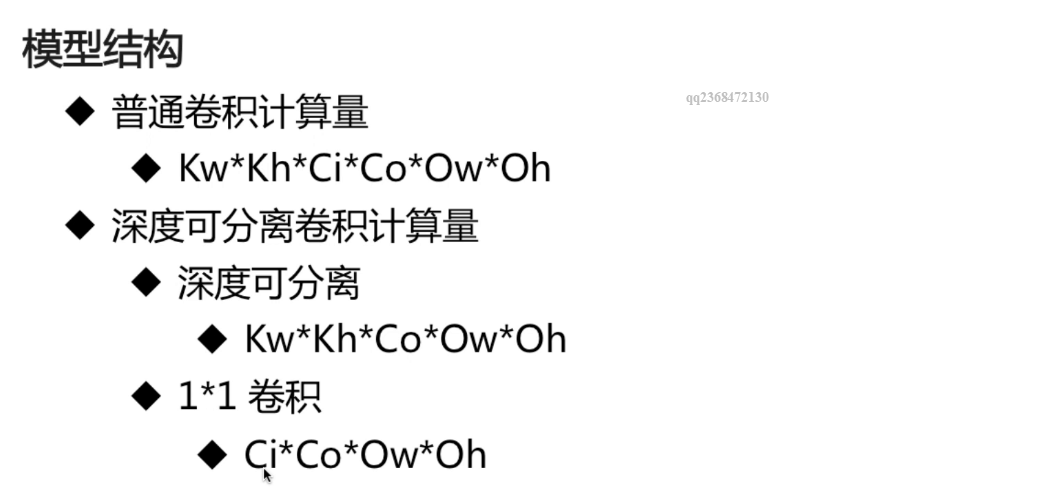 模型结构
qq2368472130
◆ 普通卷积计算量
◆ Kw*Kh*Ci*Co*Ow*Oh
◆ 深度可分离卷积计算量
◆ 深度可分离
◆ Kw*Kh*Co*Ow*Oh
◆ 1*1 卷积
◆ Ci*Co*Ow*Oh